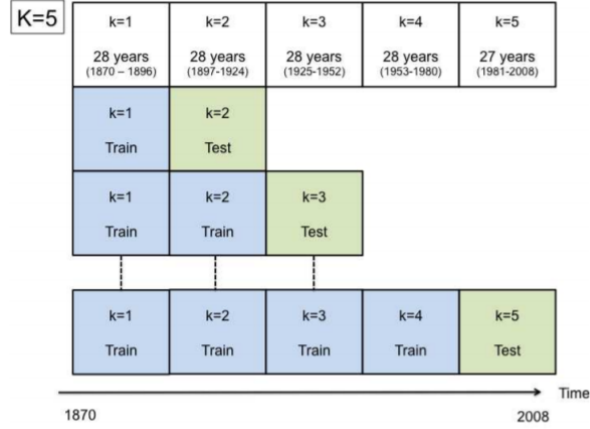 K=5
k=1 k=2 k=3 k=4 k=5
28 years 28 years 28 years 28 years 27 years
(1870 – 1896) (1897-1924) (1925-1952) (1953-1980) (1981-2008)
k=1 k=2
Train Test
k=1 k=2 k=3
Train Train Test
k=1 k=2 k=3 k=4 k=5
Train Train Train Train Test
Time
1870 2008